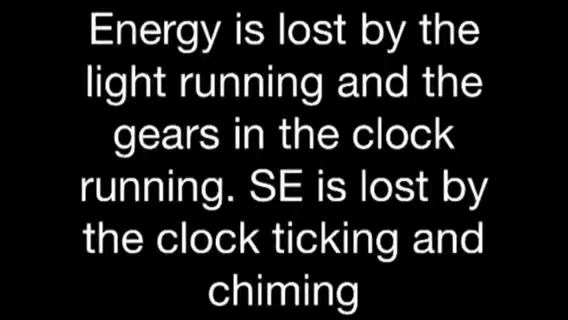 Energy is lost by the
light running and the
gears in the clock
running. SE is lost by
the clock ticking and
chiming